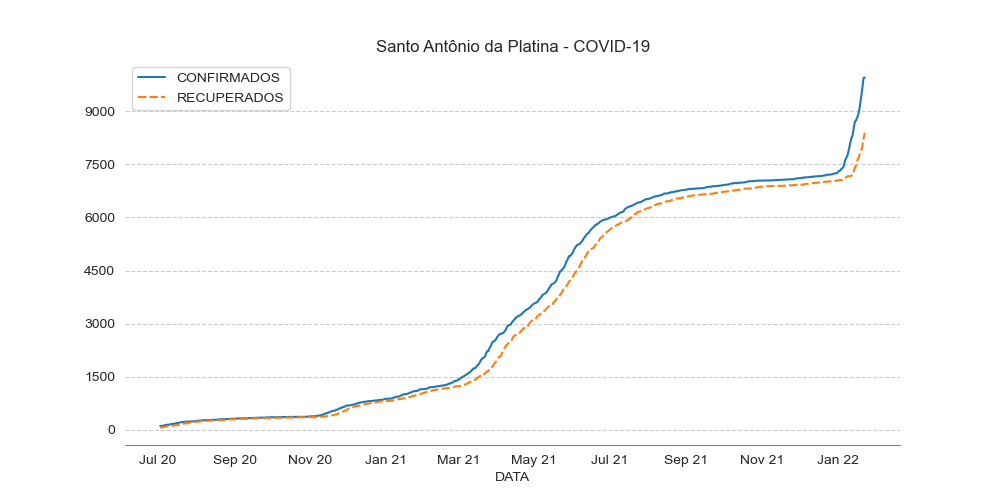 Santo Antônio da Platina - COVID-19
CONFIRMADOS
RECUPERADOS
9000
7500
6000
4500
3000
1500
0
Jul 20 Sep 20 Nov 20 Jan 21 Mar 21 May 21 Jul 21 Sep 21 Nov 21 Jan 22
DATA